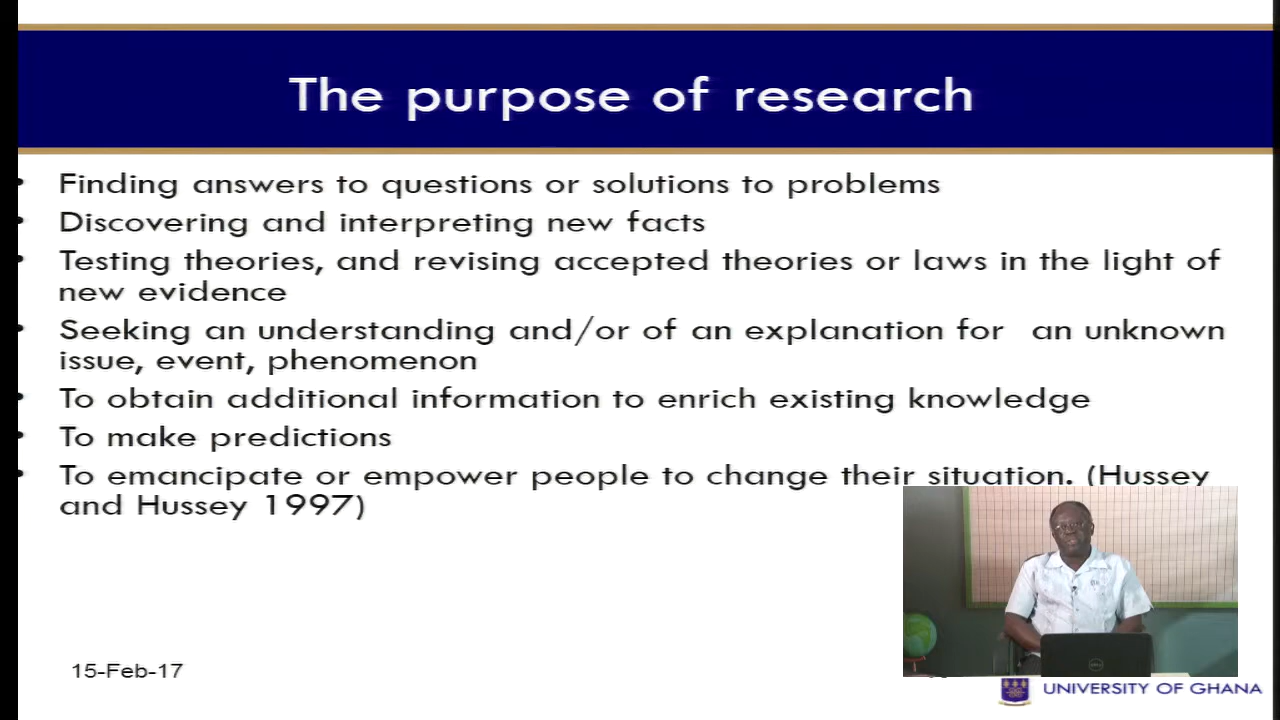 The purpose of research
• Finding answers to questions or solutions to problems
• Discovering and interpreting new facts
• Testing theories, and revising accepted theories or laws in the light of
new evidence
• Seeking an understanding and/or of an explanation for an unknown
issue, event, phenomenon
• To obtain additional information to enrich existing knowledge
• To make predictions
• To emancipate or empower people to change their situation. (Hussey
and Hussey 1997)
15-Feb-17
UNIVERSITY OF GHANA